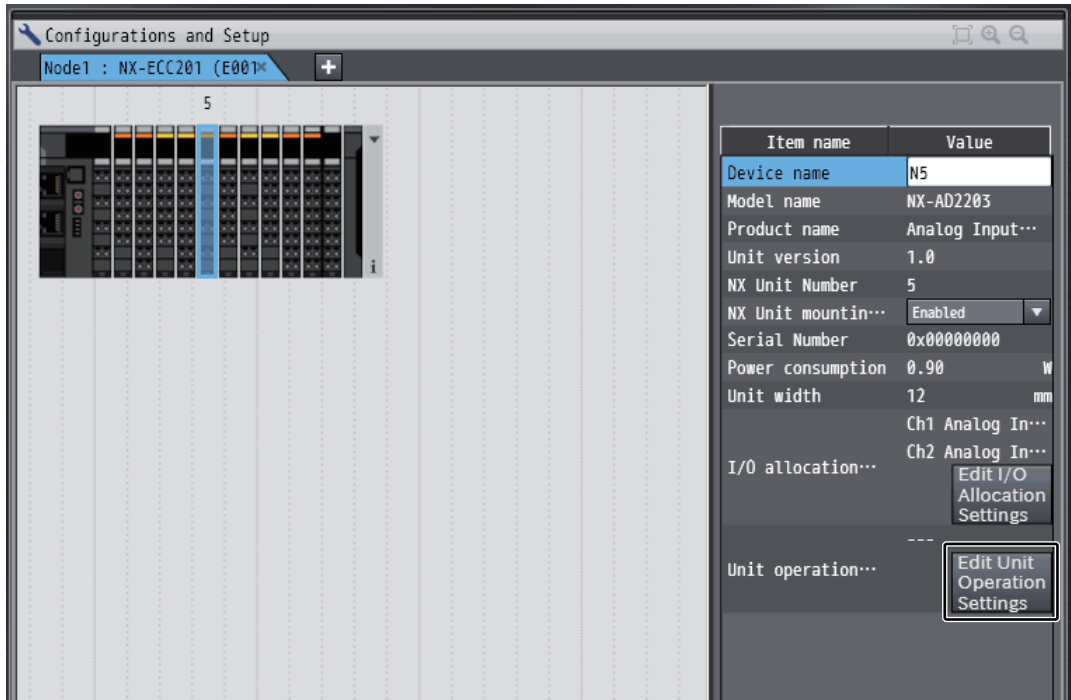 Configurations and Setup
Node1 : NX-ECC201 (E001
5
Item name Value
Device name N5
Model name NX-AD2203
Product name Analog Input···
Unit version 1.0
NX Unit Number 5
NX Unit mountin··· Enabled
Serial Number 0x00000000
Power consumption 0.90 W
Unit width 12 mm
Ch1 Analog In···
Ch2 Analog In···
I/O allocation···
Edit I/O
Allocation
Settings
---
Unit operation···
Edit Unit
Operation
Settings
i